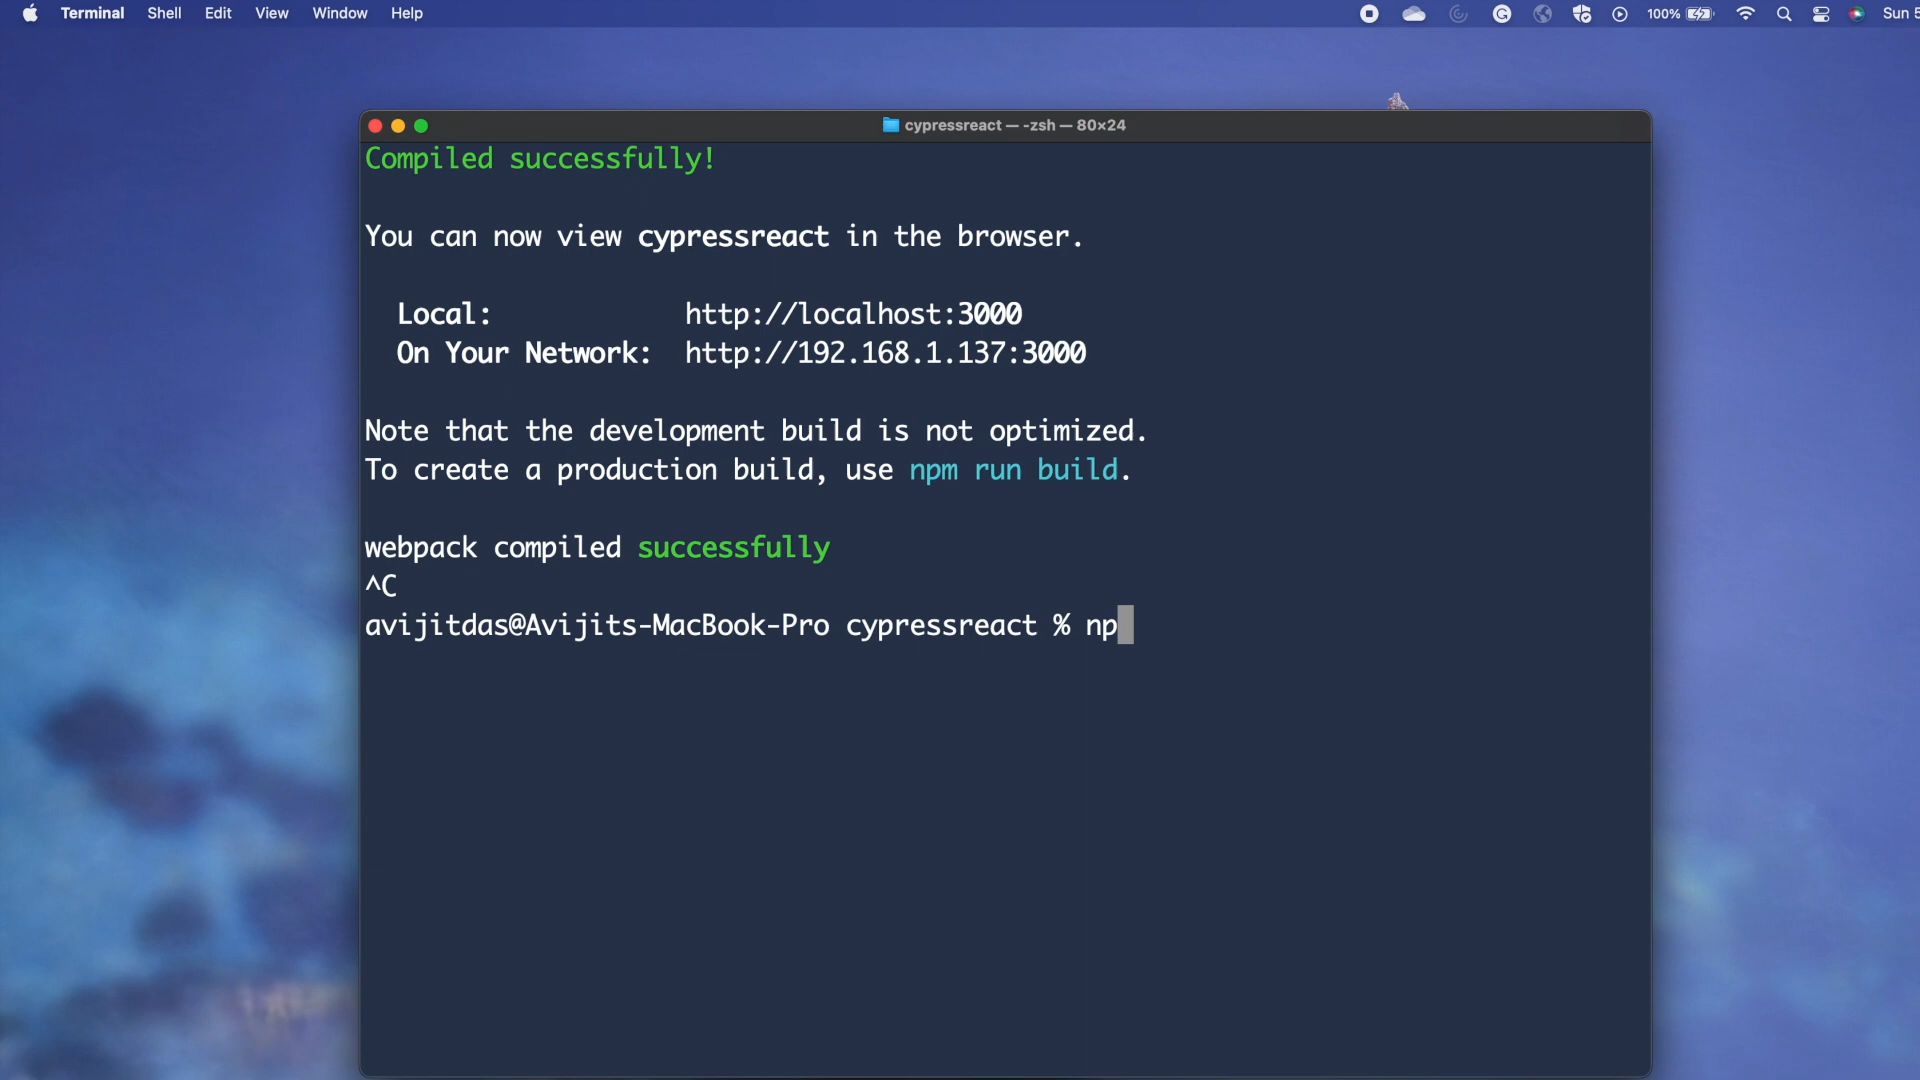 Terminal Shell Edit View Window Help 100% Sun 5
cypressreact — -zsh — 80×24
Compiled successfully!
You can now view cypressreact in the browser.
Local: http://localhost:3000
On Your Network: http://192.168.1.137:3000
Note that the development build is not optimized.
To create a production build, use npm run build.
webpack compiled successfully
^C
avijitdas@Avijits-MacBook-Pro cypressreact % np